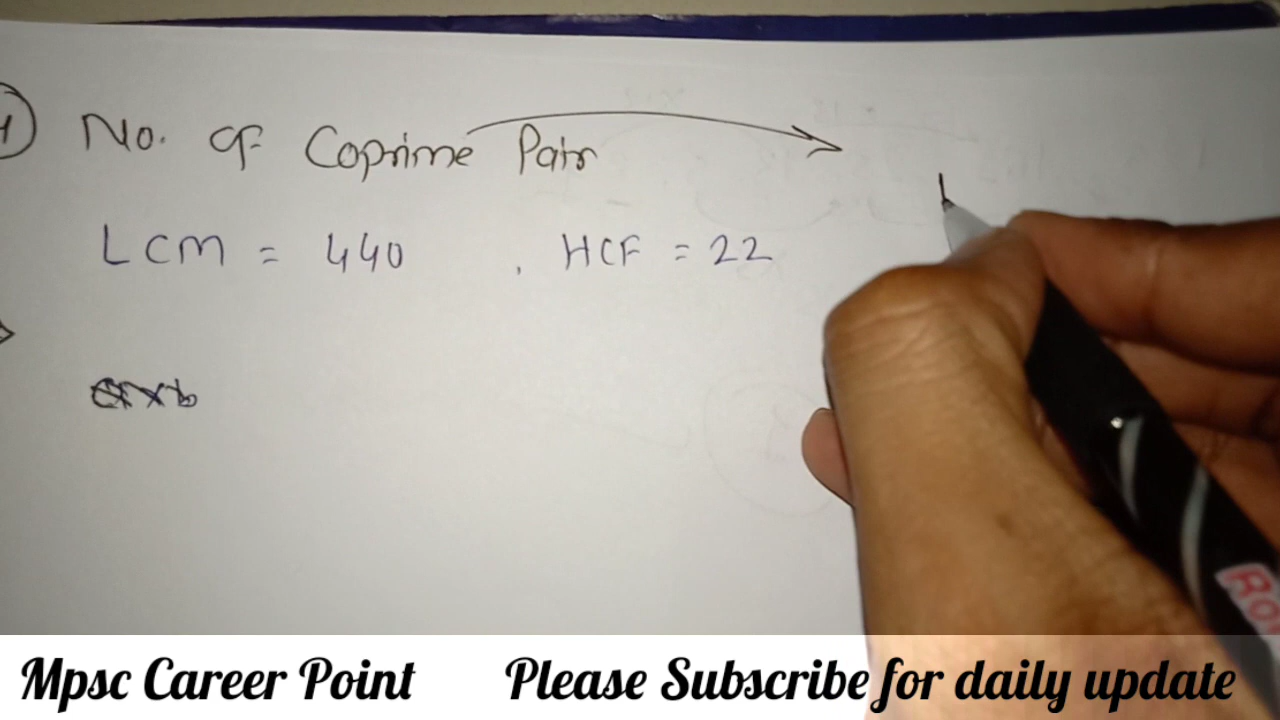 No. of Coprime Pair
LCM = 440 , HCF = 22
Mpsc Career Point Please Subscribe for daily update